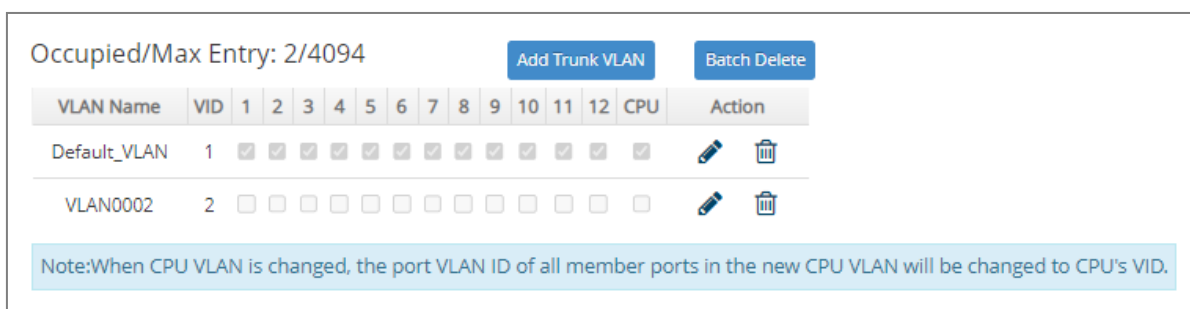 Occupied/Max Entry: 2/4094 Add Trunk VLAN Batch Delete
VLAN Name VID 1 2 3 4 5 6 7 8 9 10 11 12 CPU Action
Default_VLAN 1
VLAN0002 2
Note:When CPU VLAN is changed, the port VLAN ID of all member ports in the new CPU VLAN will be changed to CPU's VID.